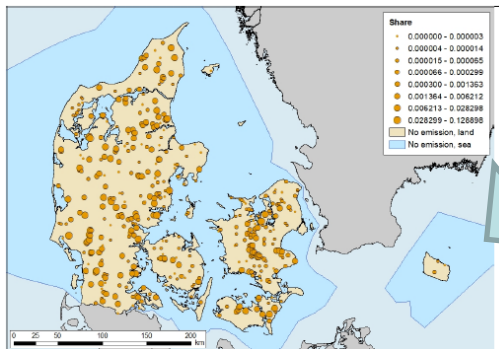 Share
0.000000 - 0.000003
0.000004 - 0.000014
0.000015 - 0.000065
0.000066 - 0.000299
0.000300 - 0.001363
0.001364 - 0.006212
0.006213 - 0.028298
0.028299 - 0.128898
No emission, land
No emission, sea
0 25 50 100 150 200
km